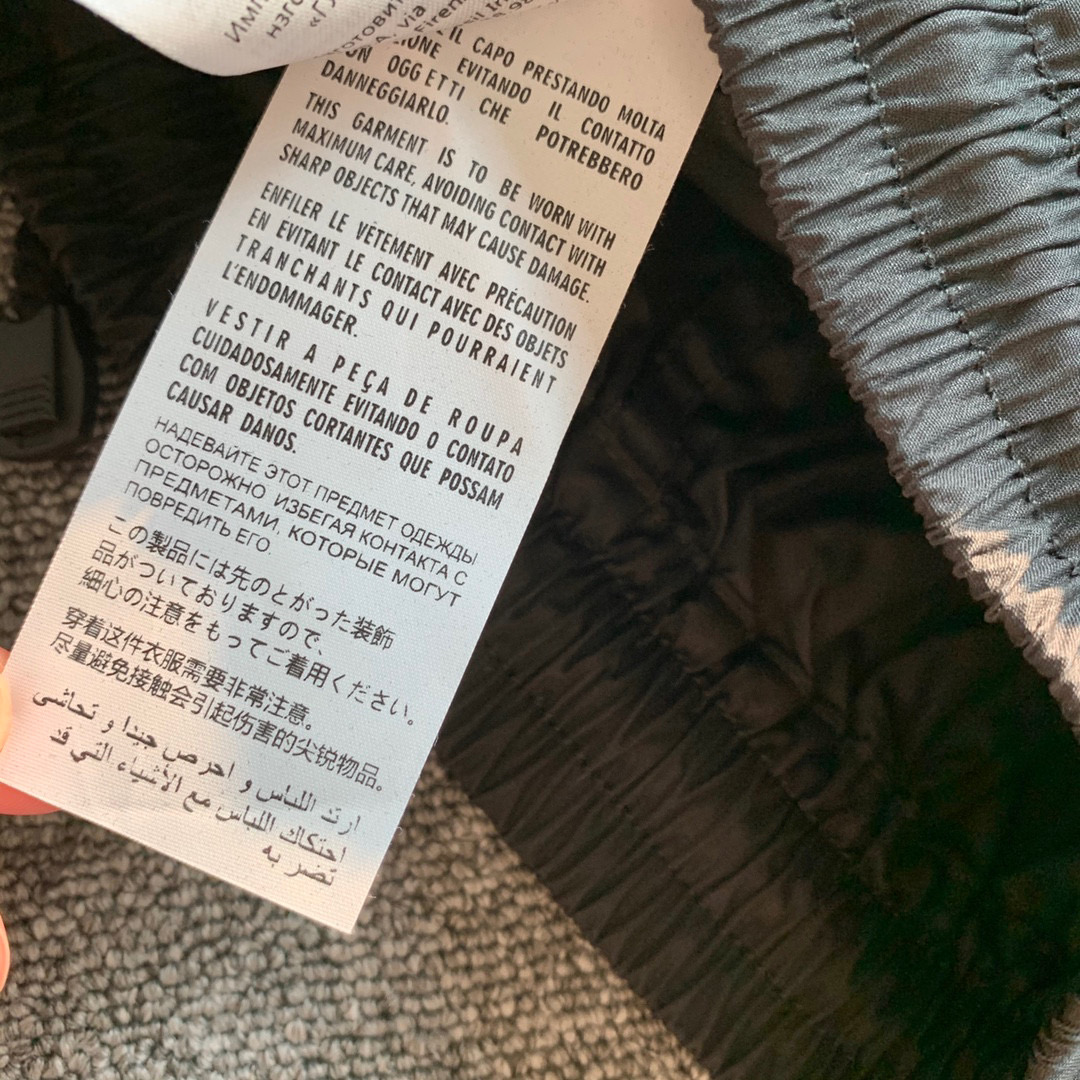 Имп
изго
«Г
готовит
via
Eiren
IL CAPO PRESTANDO MOLTA
EVITANDO IL CONTATTO
OGGETTI CHE POTREBBERO
DANNEGGIARLO.
THIS GARMENT IS TO BE WORN WITH
MAXIMUM CARE, AVOIDING CONTACT WITH
SHARP OBJECTS THAT MAY CAUSE DAMAGE.
ENFILER LE VÉTEMENT AVEC PRÉCAUTION
EN EVITANT LE CONTACT AVEC DES OBJETS
TRANCHANTS QUI POURRAIENT
L'ENDOMMAGER.
VESTIR A PEÇA DE ROUPA
CUIDADOSAMENTE EVITANDO O CONTATO
COM OBJETOS CORTANTES QUE POSSAM
CAUSAR DANOS.
НАДЕВАЙТЕ ЭТОТ ПРЕДМЕТ ОДЕЖДЫ
ОСТОРОЖНО ИЗБЕГАЯ КОНТАКТА С
ПРЕДМЕТАМИ, КОТОРЫЕ МОГУТ
ПОВРЕДИТЬ ЕГО.
この製品には先のとがった装飾
品がついておりますので、
細心の注意をもってご着用ください。
穿着这件衣服需要非常注意。
尽量避免接触会引起伤害的尖锐物品。
ارتد اللباس و احرص جيدا و تحاشى
احتكاك اللباس مع الأشياء التي قد
تضر به